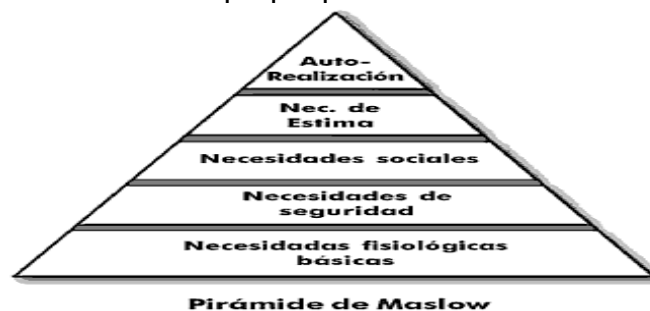 Auto-
Realización
Nec. de
Estima
Necesidades sociales
Necesidades de
seguridad
Necesidadas fisiológicas
básicas
Pirámide de Maslow